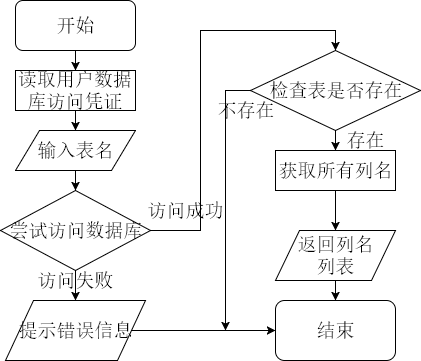 开始
读取用户数据
库访问凭证
输入表名
尝试访问数据库
访问成功
访问失败
提示错误信息
检查表是否存在
不存在
存在
获取所有列名
返回列名
列表
结束